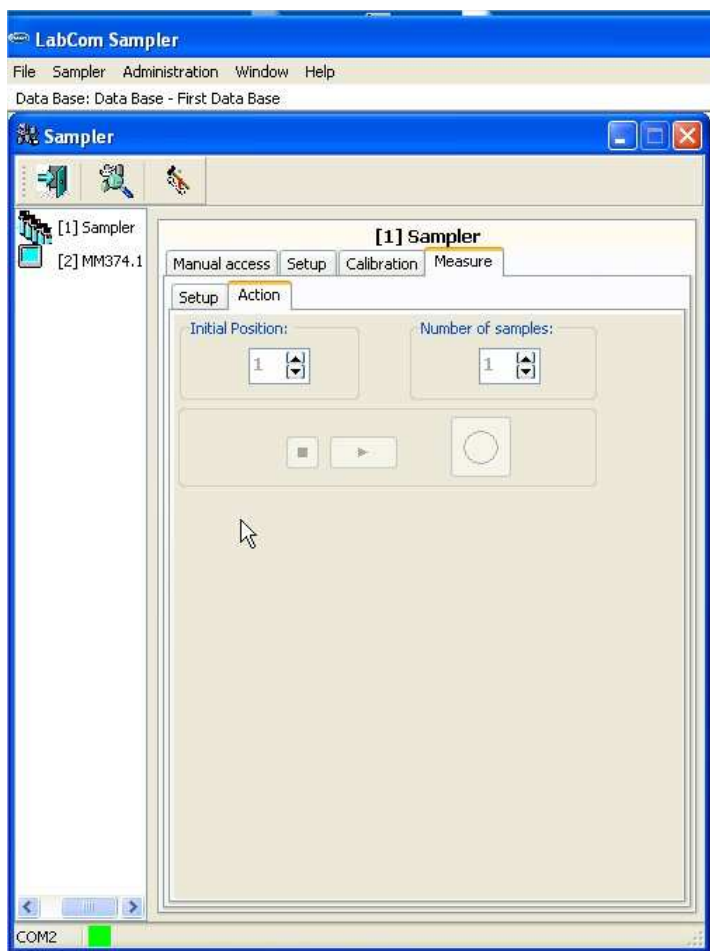 LabCom Sampler
File Sampler Administration Window Help
Data Base: Data Base - First Data Base
Sampler
[1] Sampler
[2] MM374.1
[1] Sampler
Manual access Setup Calibration Measure
Setup Action
Initial Position: Number of samples:
1 1
COM2